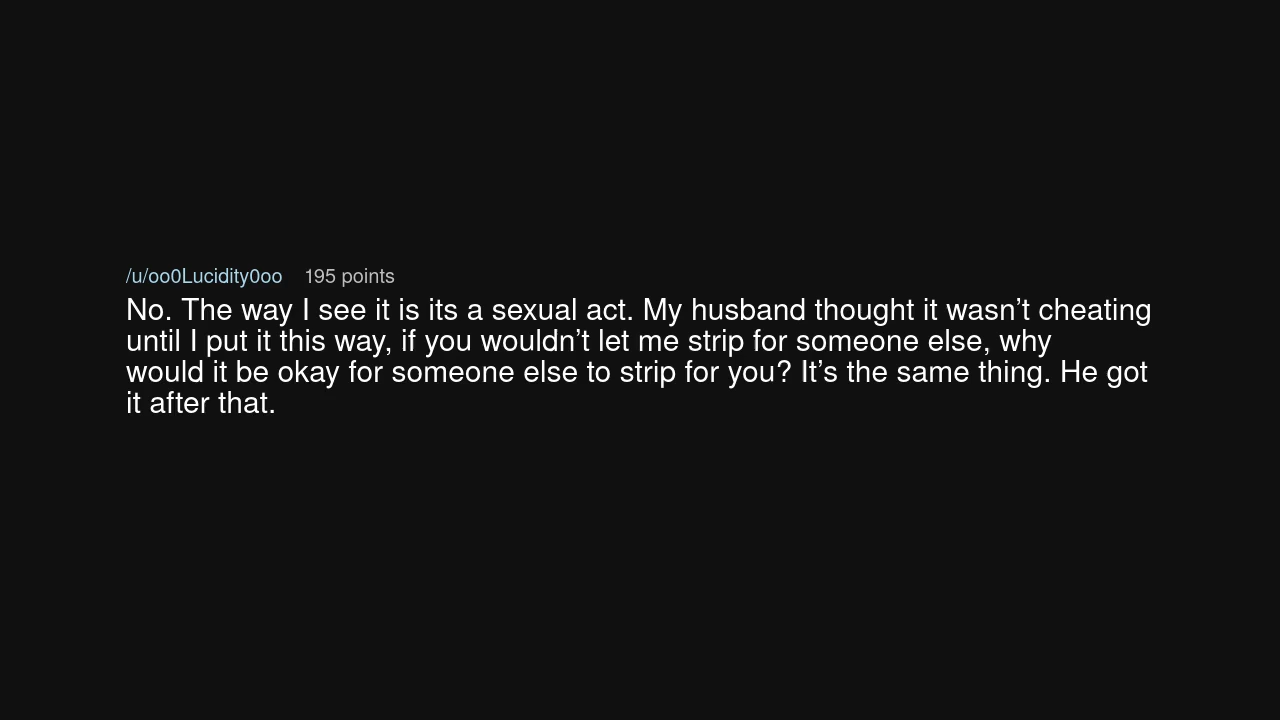 /u/oo0Lucidity0oo 195 points
No. The way I see it is its a sexual act. My husband thought it wasn’t cheating
until I put it this way, if you wouldn’t let me strip for someone else, why
would it be okay for someone else to strip for you? It’s the same thing. He got
it after that.